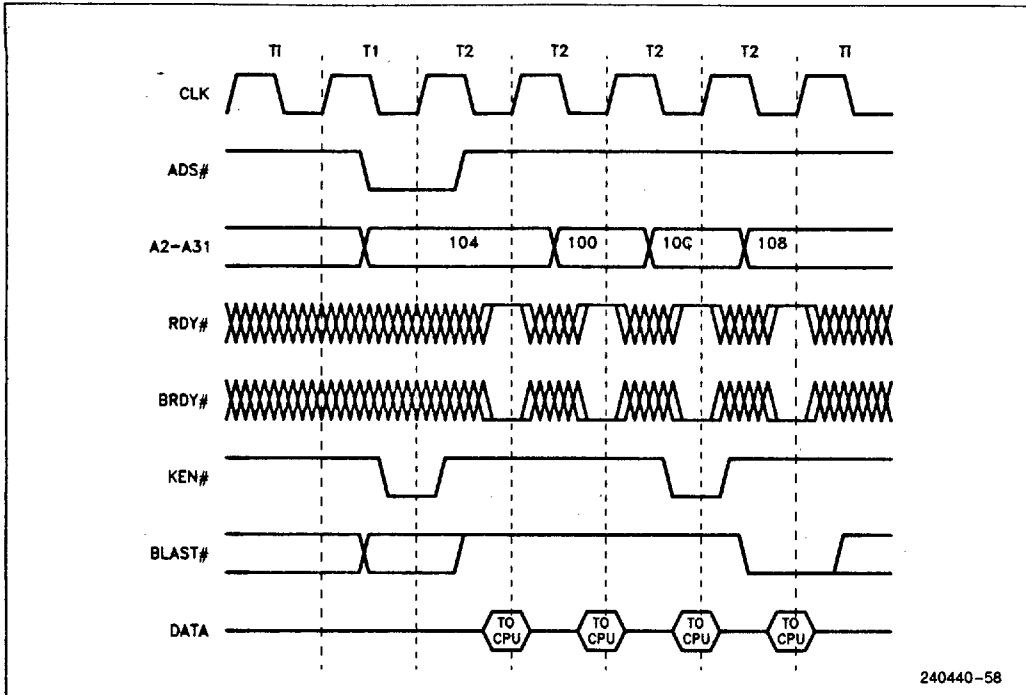 Ti T1 T2 T2 T2 T2 Ti
CLK
ADS#
A2–A31 104 100 10C 108
RDY#
BRDY#
KEN#
BLAST#
DATA TO CPU TO CPU TO CPU TO CPU
240440–58